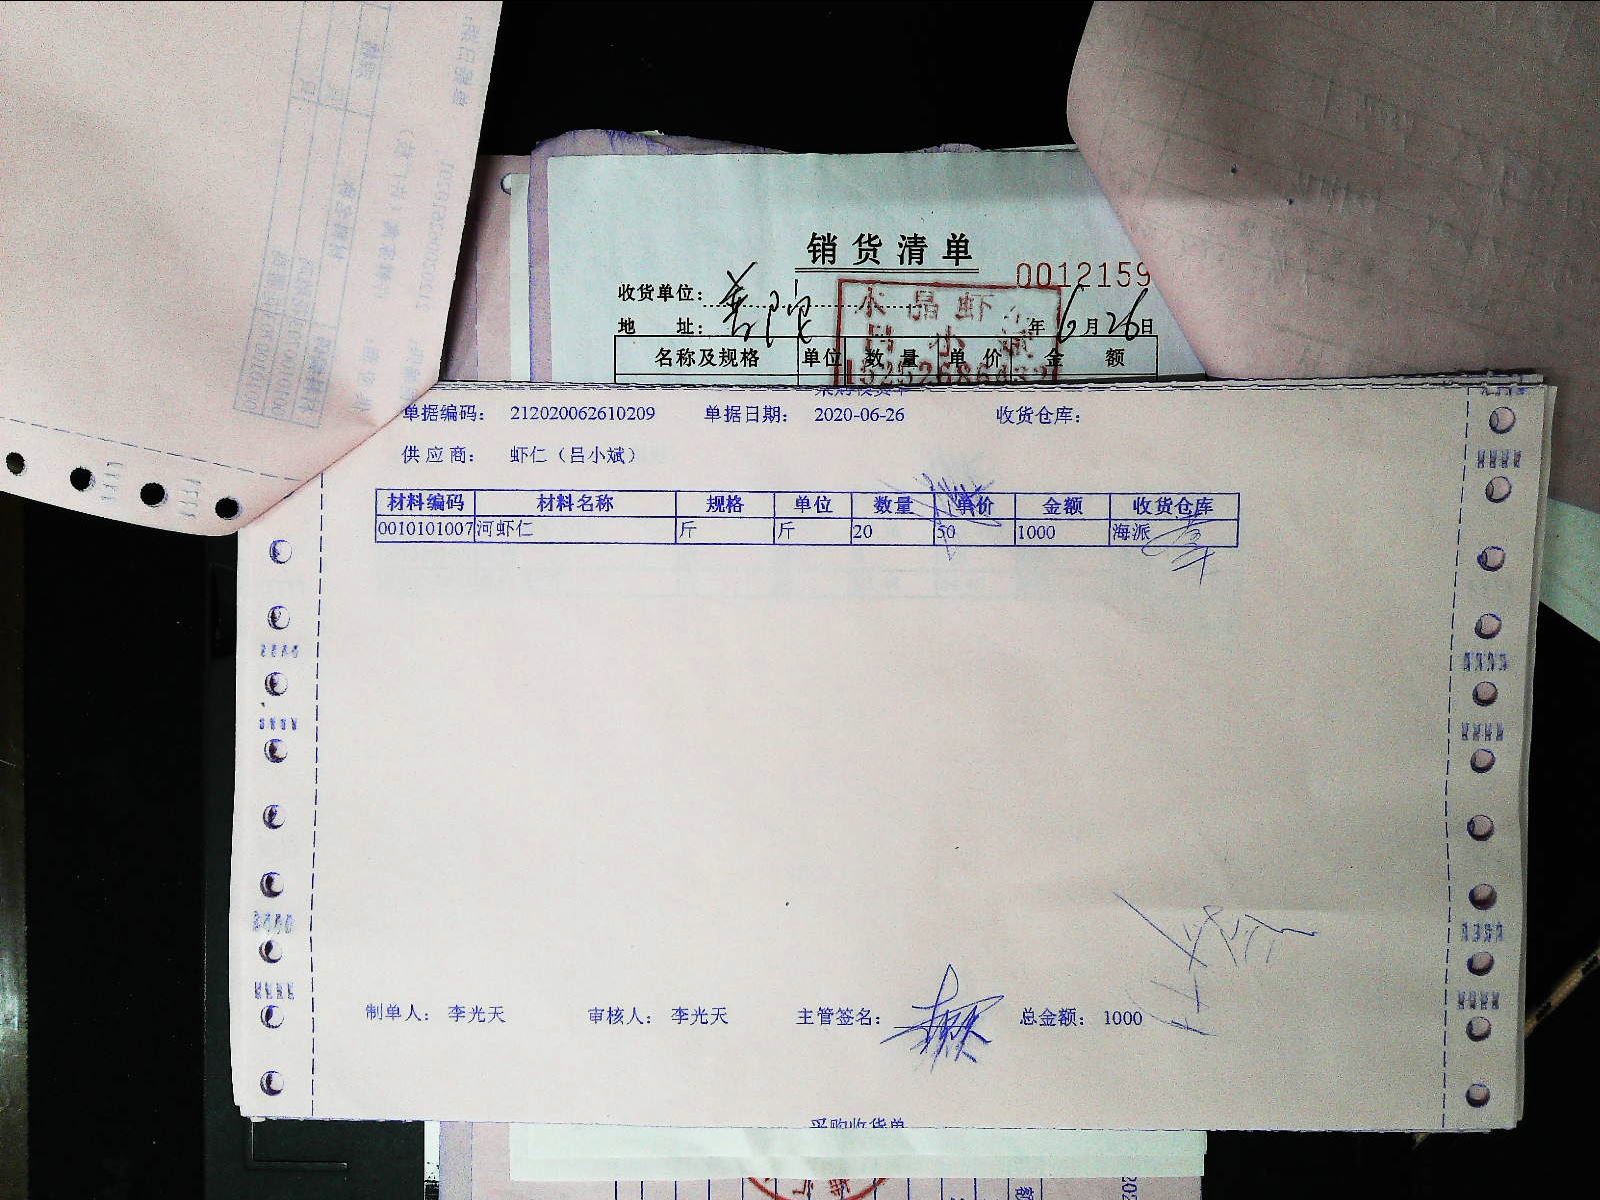 销货清单
0012159
收货单位：
水晶虾
地 址： 年 6月26日
名称及规格 单位 数量 单价 金额
单据编码： 212020062610209 单据日期： 2020-06-26 收货仓库：
供应商： 虾仁（吕小斌）
材料编码 材料名称 规格 单位 数量 单价 金额 收货仓库
0010101007 河虾仁 斤 斤 20 50 1000 海派
制单人： 李光天 审核人： 李光天 主管签名： 总金额： 1000
采购收货单